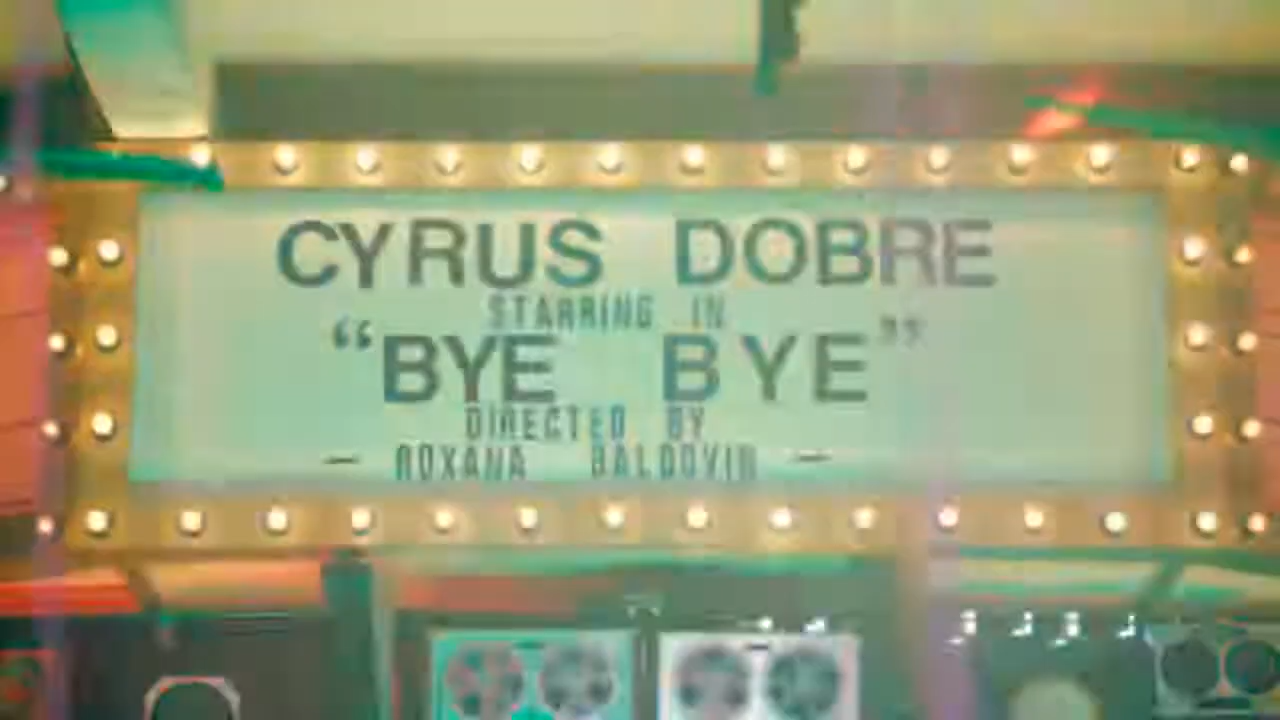 CYRUS DOBRE
STARRING IN
“BYE BYE”
DIRECTED BY
– ROXANA BALDOVIN –